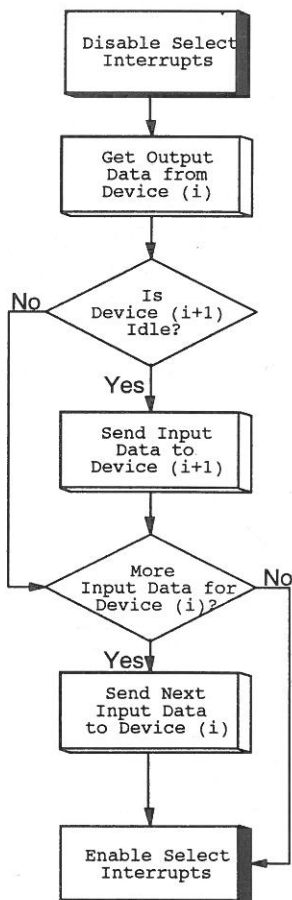 Disable Select
Interrupts
Get Output
Data from
Device (i)
Is
Device (i+1)
Idle?
No
Yes
Send Input
Data to
Device (i+1)
More
Input Data for
Device (i)?
No
Yes
Send Next
Input Data
to Device (i)
Enable Select
Interrupts